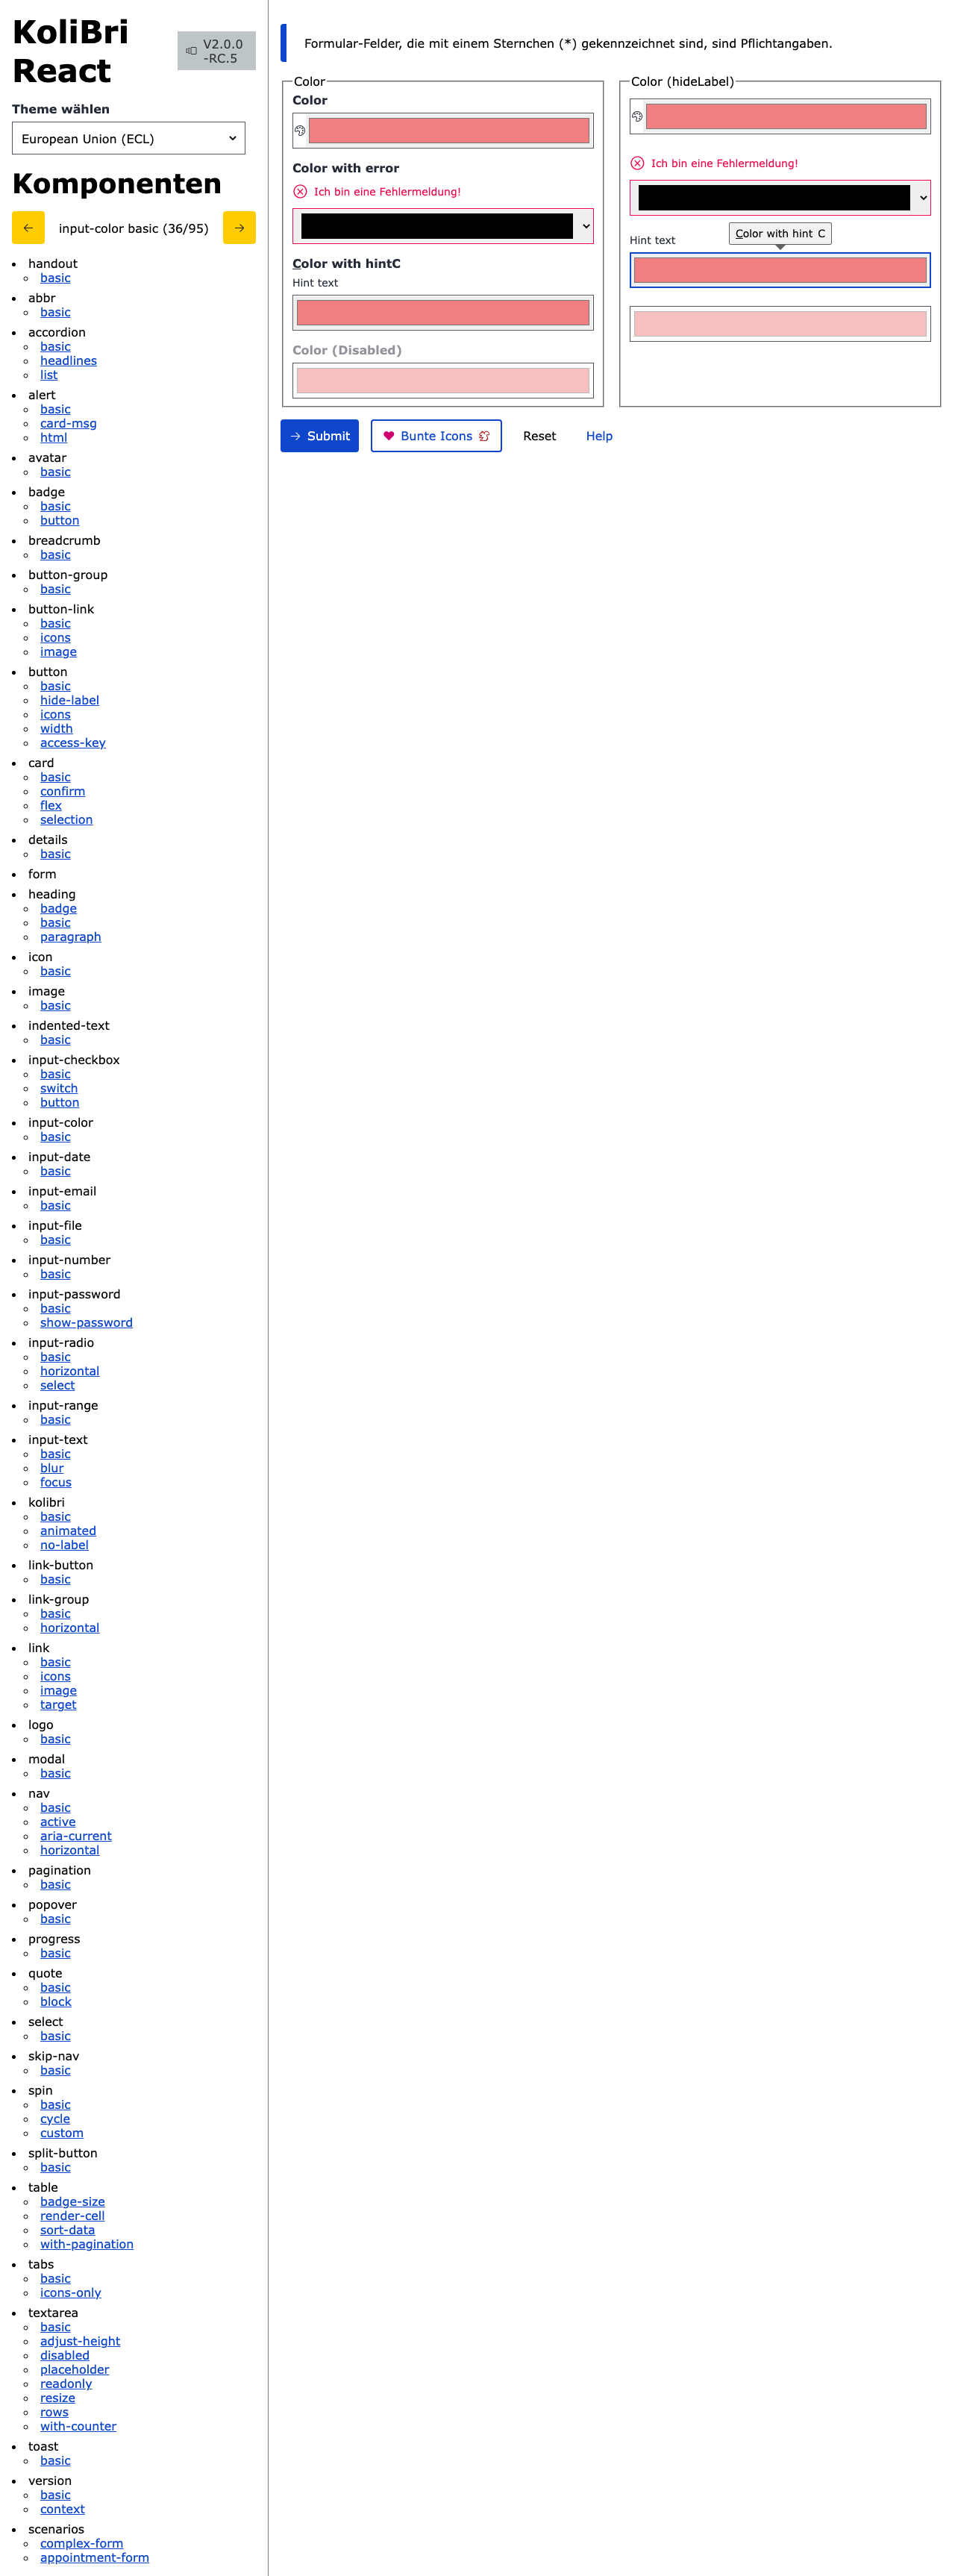 KoliBri
React
V2.0.0
-RC.5
Theme wählen
European Union (ECL)
Komponenten
input-color basic (36/95)
handout
basic
abbr
basic
accordion
basic
headlines
list
alert
basic
card-msg
html
avatar
basic
badge
basic
button
breadcrumb
basic
button-group
basic
button-link
basic
icons
image
button
basic
hide-label
icons
width
access-key
card
basic
confirm
flex
selection
details
basic
form
heading
badge
basic
paragraph
icon
basic
image
basic
indented-text
basic
input-checkbox
basic
switch
button
input-color
basic
input-date
basic
input-email
basic
input-file
basic
input-number
basic
input-password
basic
show-password
input-radio
basic
horizontal
select
input-range
basic
input-text
basic
blur
focus
kolibri
basic
animated
no-label
link-button
basic
link-group
basic
horizontal
link
basic
icons
image
target
logo
basic
modal
basic
nav
basic
active
aria-current
horizontal
pagination
basic
popover
basic
progress
basic
quote
basic
block
select
basic
skip-nav
basic
spin
basic
cycle
custom
split-button
basic
table
badge-size
render-cell
sort-data
with-pagination
tabs
basic
icons-only
textarea
basic
adjust-height
disabled
placeholder
readonly
resize
rows
with-counter
toast
basic
version
basic
context
scenarios
complex-form
appointment-form
Formular-Felder, die mit einem Sternchen (*) gekennzeichnet sind, sind Pflichtangaben.
Color
Color
Color with error
Ich bin eine Fehlermeldung!
Color with hintC
Hint text
Color (Disabled)
Color (hideLabel)
Ich bin eine Fehlermeldung!
Color with hint C
Hint text
Submit
Bunte Icons
Reset
Help